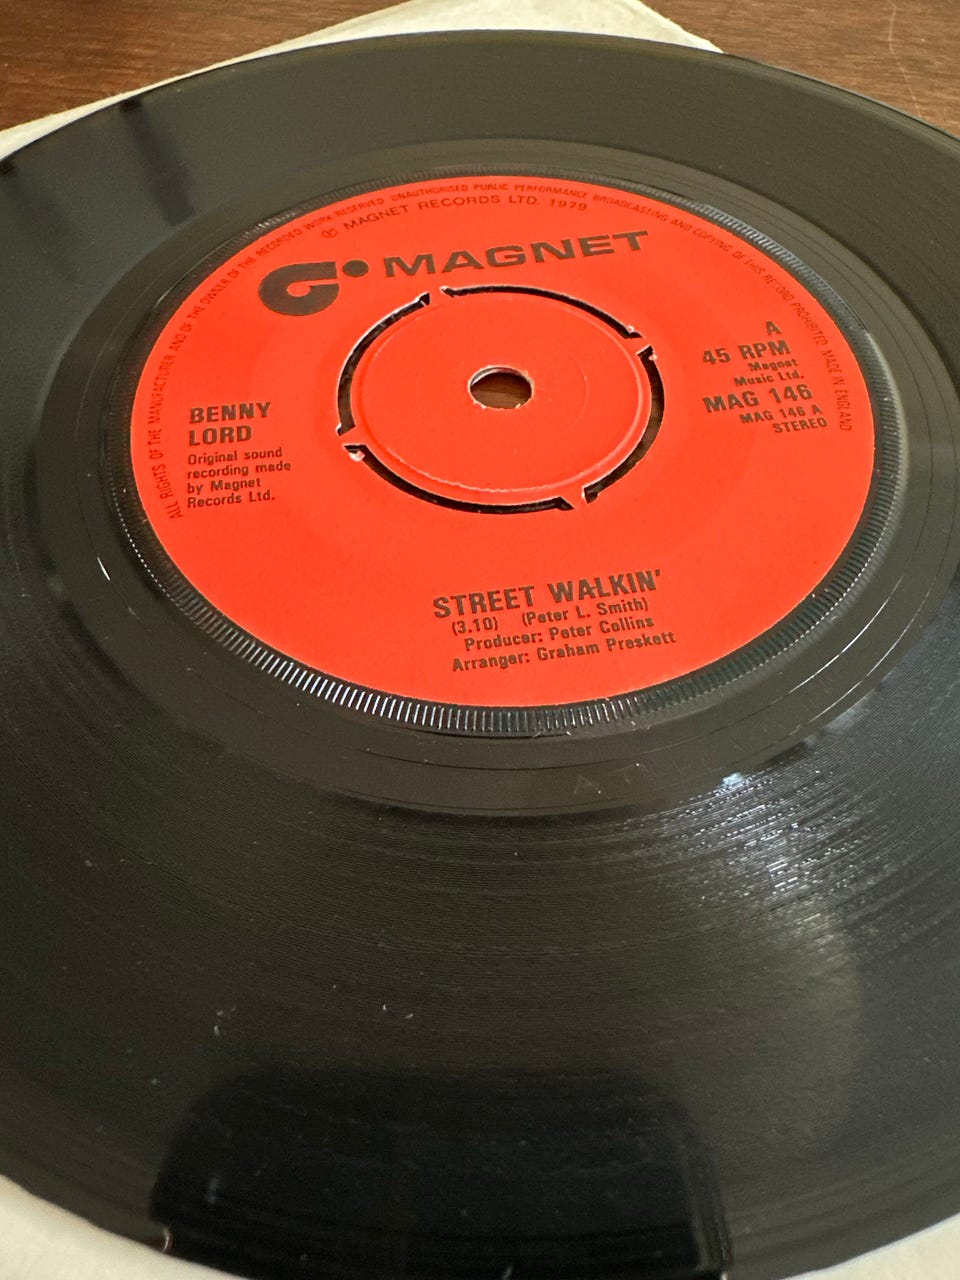 ALL RIGHTS OF THE MANUFACTURER AND OF THE OWNER OF THE RECORDED WORK RESERVED UNAUTHORISED PUBLIC PERFORMANCE BROADCASTING AND COPYING OF THIS RECORD PROHIBITED MADE IN ENGLAND
℗ MAGNET RECORDS LTD. 1979
MAGNET
A
45 RPM
Magnet
Music Ltd.
MAG 146
MAG 146 A
STEREO
BENNY
LORD
Original sound
recording made
by Magnet
Records Ltd.
STREET WALKIN'
(3.10) (Peter L. Smith)
Producer: Peter Collins
Arranger: Graham Preskett